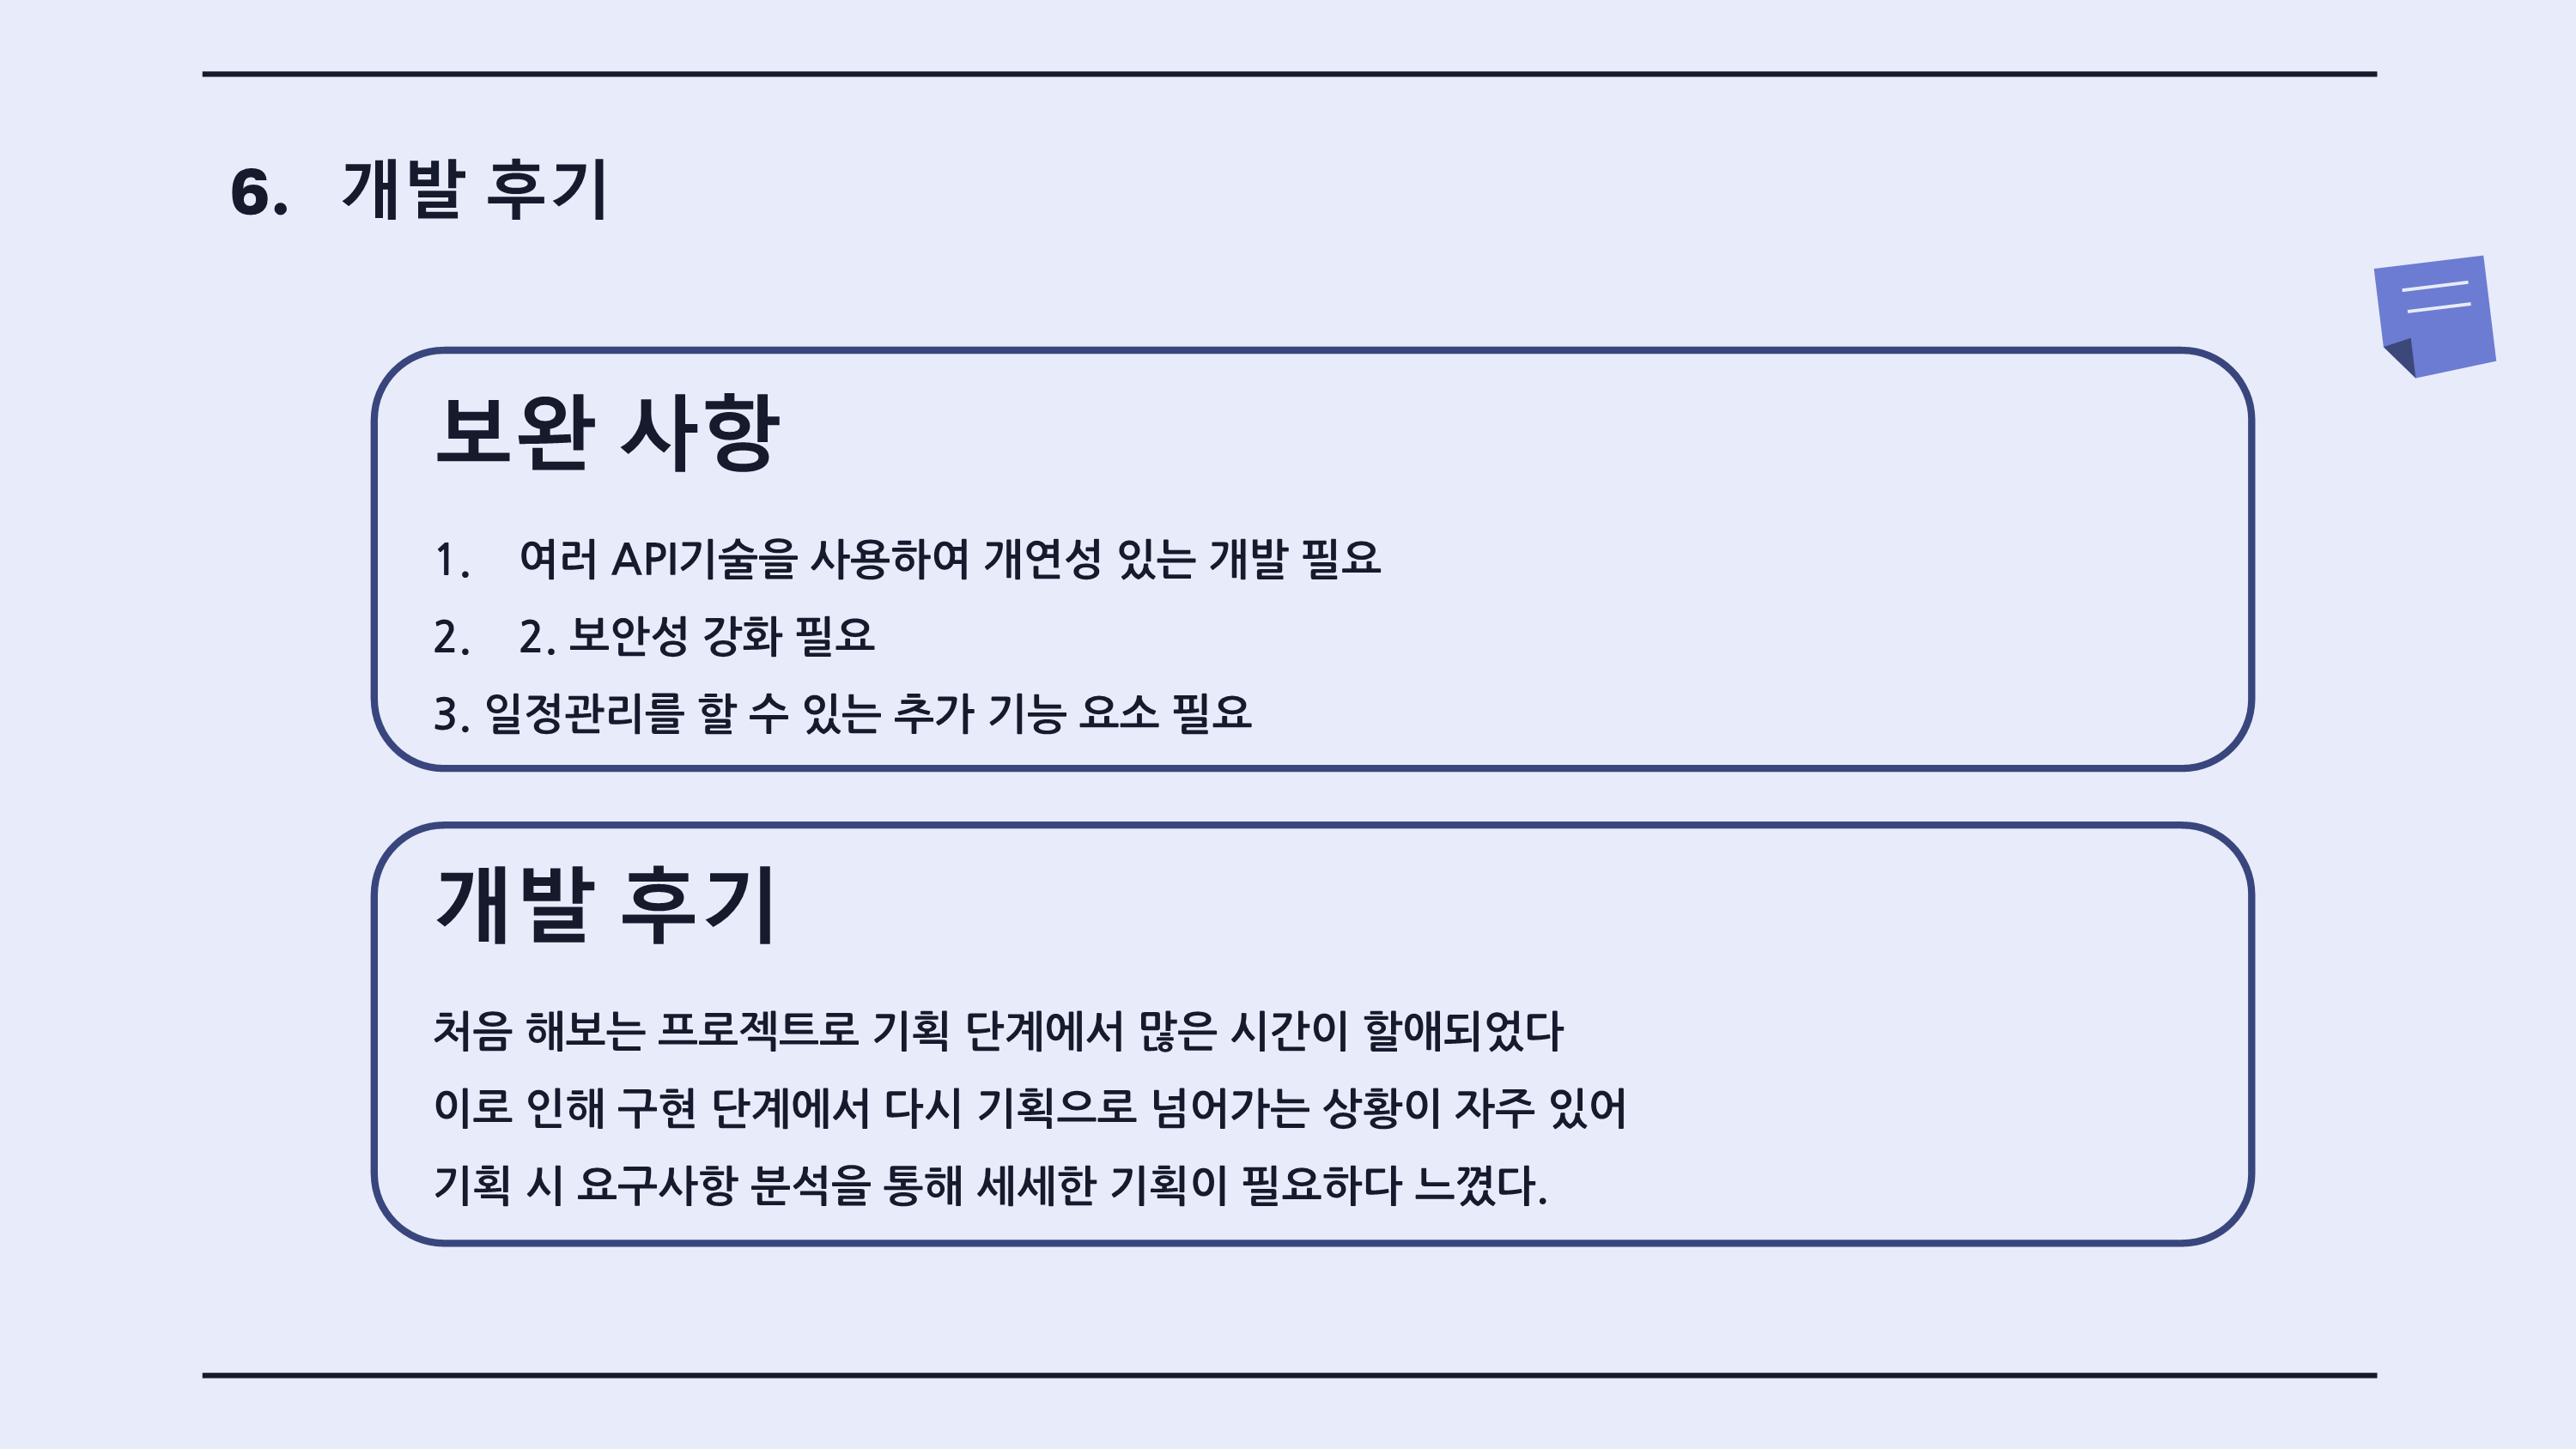 6. 개발 후기
보완 사항
1. 여러 API기술을 사용하여 개연성 있는 개발 필요
2. 2. 보안성 강화 필요
3. 일정관리를 할 수 있는 추가 기능 요소 필요
개발 후기
처음 해보는 프로젝트로 기획 단계에서 많은 시간이 할애되었다
이로 인해 구현 단계에서 다시 기획으로 넘어가는 상황이 자주 있어
기획 시 요구사항 분석을 통해 세세한 기획이 필요하다 느꼈다.